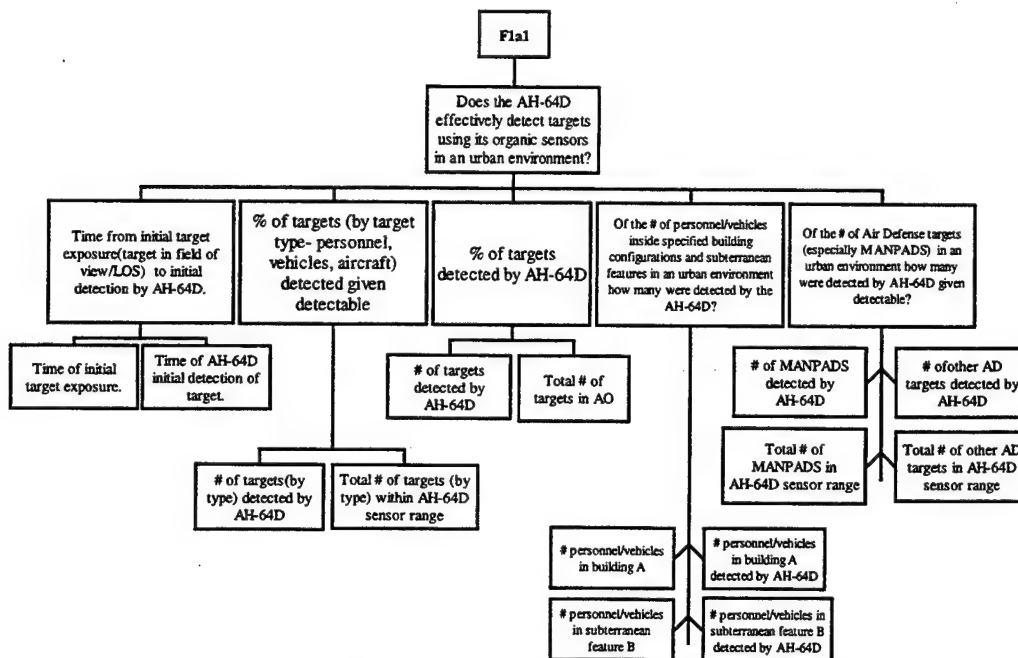 F1a1
Does the AH-64D
effectively detect targets
using its organic sensors
in an urban environment?
Time from initial target
exposure(target in field of
view/LOS) to initial
detection by AH-64D.
% of targets (by target
type- personnel,
vehicles, aircraft)
detected given
detectable
% of targets
detected by AH-64D
Of the # of personnel/vehicles
inside specified building
configurations and subterranean
features in an urban environment
how many were detected by the
AH-64D?
Of the # of Air Defense targets
(especially MANPADS) in an
urban environment how many
were detected by AH-64D given
detectable?
Time of initial
target exposure.
Time of AH-64D
initial detection of
target.
# of targets
detected by
AH-64D
Total # of
targets in AO
# of MANPADS
detected by
AH-64D
# ofother AD
targets detected by
AH-64D
Total # of
MANPADS in
AH-64D sensor range
Total # of other AD
targets in AH-64D
sensor range
# of targets(by
type) detected by
AH-64D
Total # of targets (by
type) within AH-64D
sensor range
# personnel/vehicles
in building A
# personnel/vehicles
in building A
detected by AH-64D
# personnel/vehicles
in subterranean
feature B
# personnel/vehicles in
subterranean feature B
detected by AH-64D